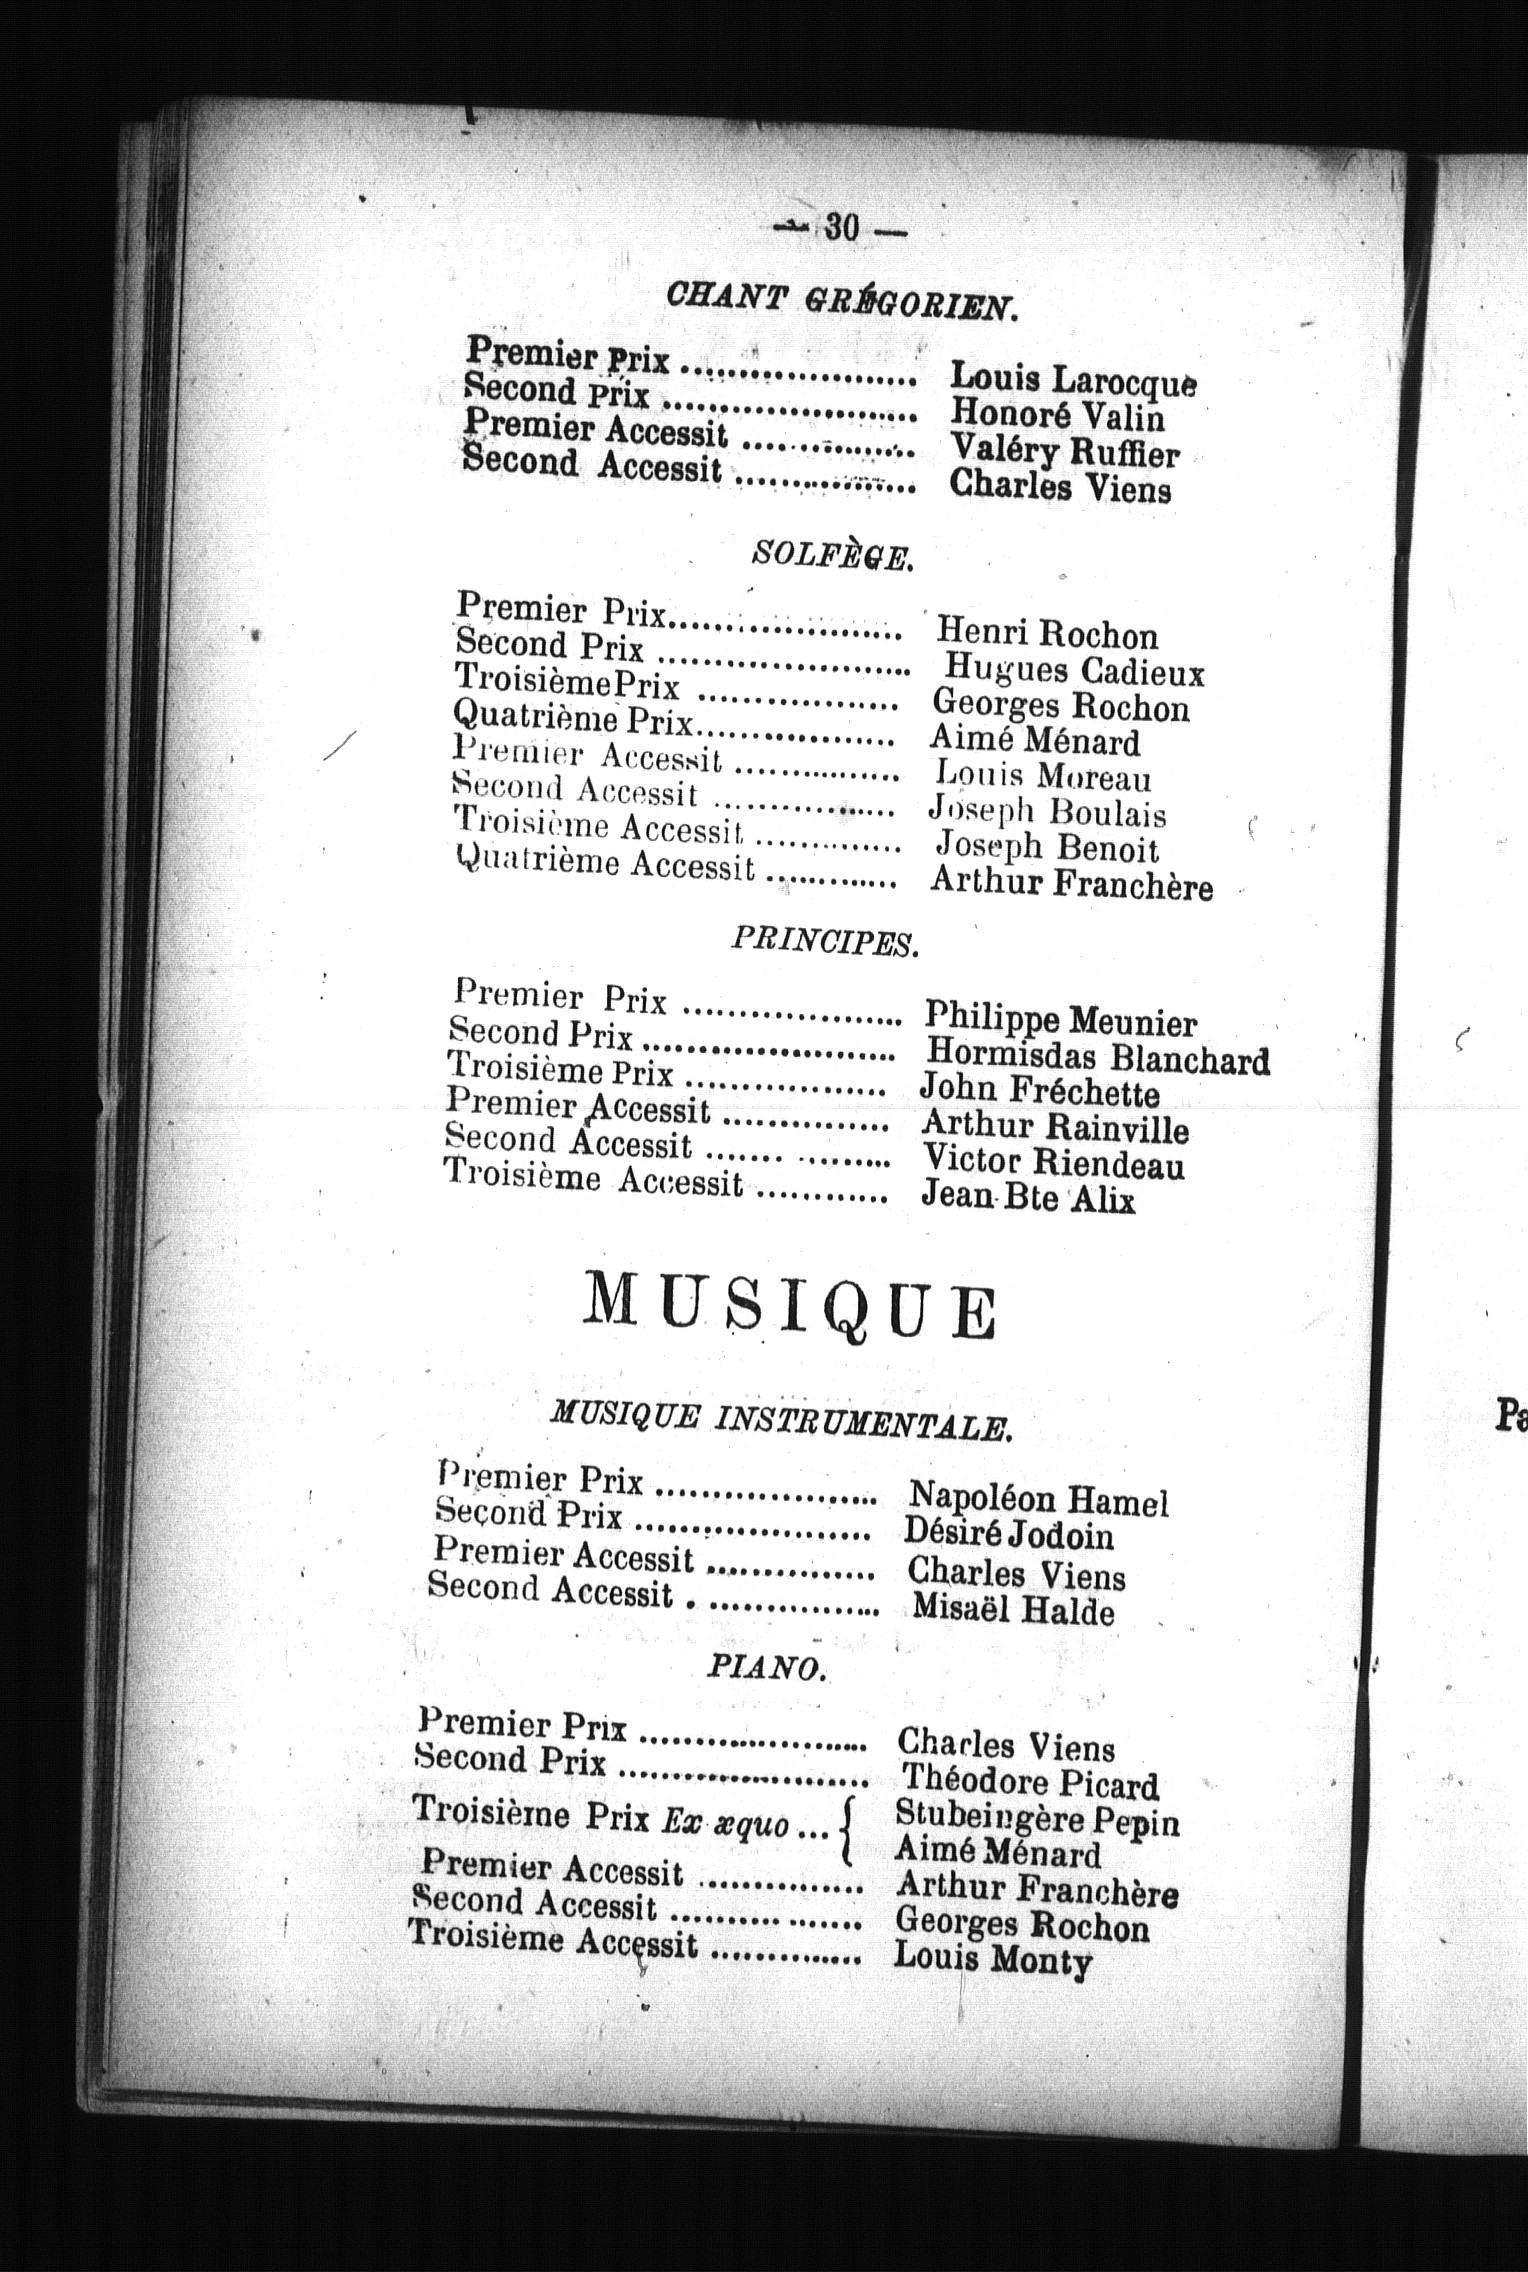 — 30 —
CHANT GRÉGORIEN.
Premier Prix ..................... Louis Larocque
Second Prix ....................... Honoré Valin
Premier Accessit ................ Valéry Ruffier
Second Accessit ................ Charles Viens
SOLFÈGE.
Premier Prix...................... Henri Rochon
Second Prix ....................... Hugues Cadieux
Troisième Prix .................. Georges Rochon
Quatrième Prix.................. Aimé Ménard
Premier Accessit ............... Louis Moreau
Second Accessit ................ Joseph Boulais
Troisième Accessit ............. Joseph Benoit
Quatrième Accessit ............ Arthur Franchère
PRINCIPES.
Premier Prix .................... Philippe Meunier
Second Prix ....................... Hormisdas Blanchard
Troisième Prix .................. John Fréchette
Premier Accessit ............... Arthur Rainville
Second Accessit ....... ......... Victor Riendeau
Troisième Accessit ............ Jean-Bte Alix
MUSIQUE
MUSIQUE INSTRUMENTALE.
Premier Prix .................... Napoléon Hamel
Second Prix ..................... Désiré Jodoin
Premier Accessit ............... Charles Viens
Second Accessit . ............... Misaël Halde
PIANO.
Premier Prix ..................... Charles Viens
Second Prix ....................... Théodore Picard
Troisième Prix Ex æquo ... { Stubeingère Pepin
Aimé Ménard
Premier Accessit ............... Arthur Franchère
Second Accessit .......... ....... Georges Rochon
Troisième Accessit .............. Louis Monty
Pa